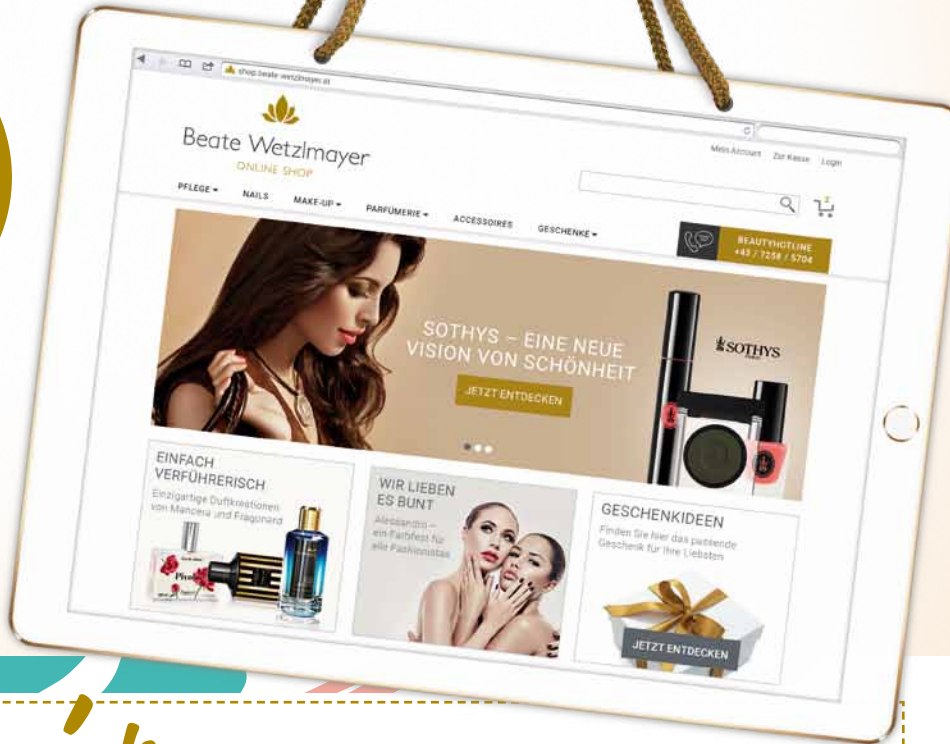 shop.beate-wetzlmayer.at
Beate Wetzlmayer
ONLINE SHOP
Mein Account Zur Kasse Login
2
PFLEGE NAILS MAKE-UP PARFÜMERIE ACCESSOIRES GESCHENKE
BEAUTYHOTLINE
+43 / 7258 / 5704
SOTHYS – EINE NEUE
VISION VON SCHÖNHEIT
JETZT ENTDECKEN
SOTHYS
PARIS
EINFACH
VERFÜHRERISCH
Einzigartige Duftkreationen
von Mancera und Fragonard
WIR LIEBEN
ES BUNT
Alessandro –
ein Farbfest für
alle Fashionistas
GESCHENKIDEEN
Finden Sie hier das passende
Geschenk für Ihre Liebsten
JETZT ENTDECKEN